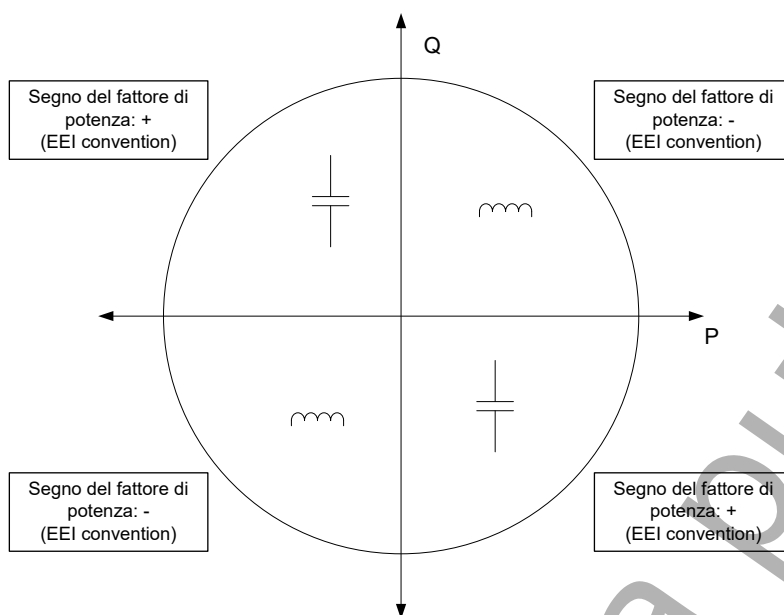 Q
Segno del fattore di
potenza: +
(EEI convention)
Segno del fattore di
potenza: -
(EEI convention)
P
Segno del fattore di
potenza: -
(EEI convention)
Segno del fattore di
potenza: +
(EEI convention)